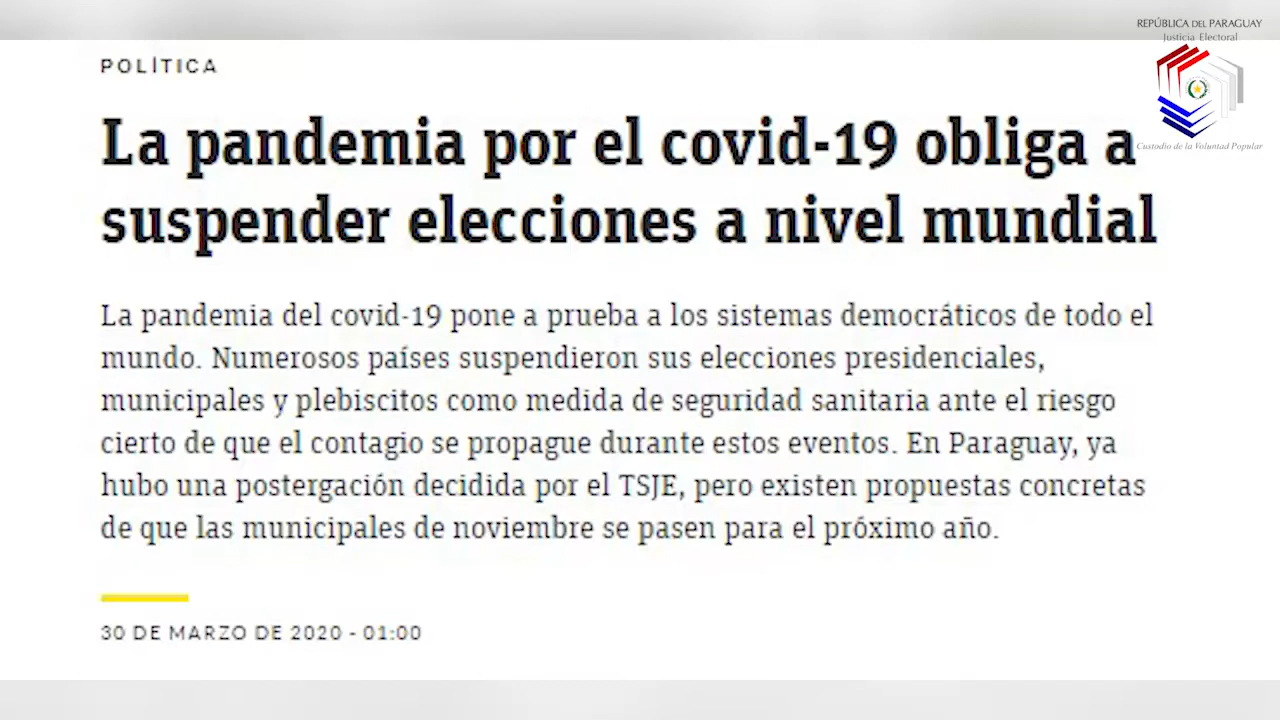 REPÚBLICA DEL PARAGUAY
Justicia Electoral
Custodio de la Voluntad Popular
POLÍTICA
La pandemia por el covid-19 obliga a
suspender elecciones a nivel mundial
La pandemia del covid-19 pone a prueba a los sistemas democráticos de todo el
mundo. Numerosos países suspendieron sus elecciones presidenciales,
municipales y plebiscitos como medida de seguridad sanitaria ante el riesgo
cierto de que el contagio se propague durante estos eventos. En Paraguay, ya
hubo una postergación decidida por el TSJE, pero existen propuestas concretas
de que las municipales de noviembre se pasen para el próximo año.
30 DE MARZO DE 2020 - 01:00